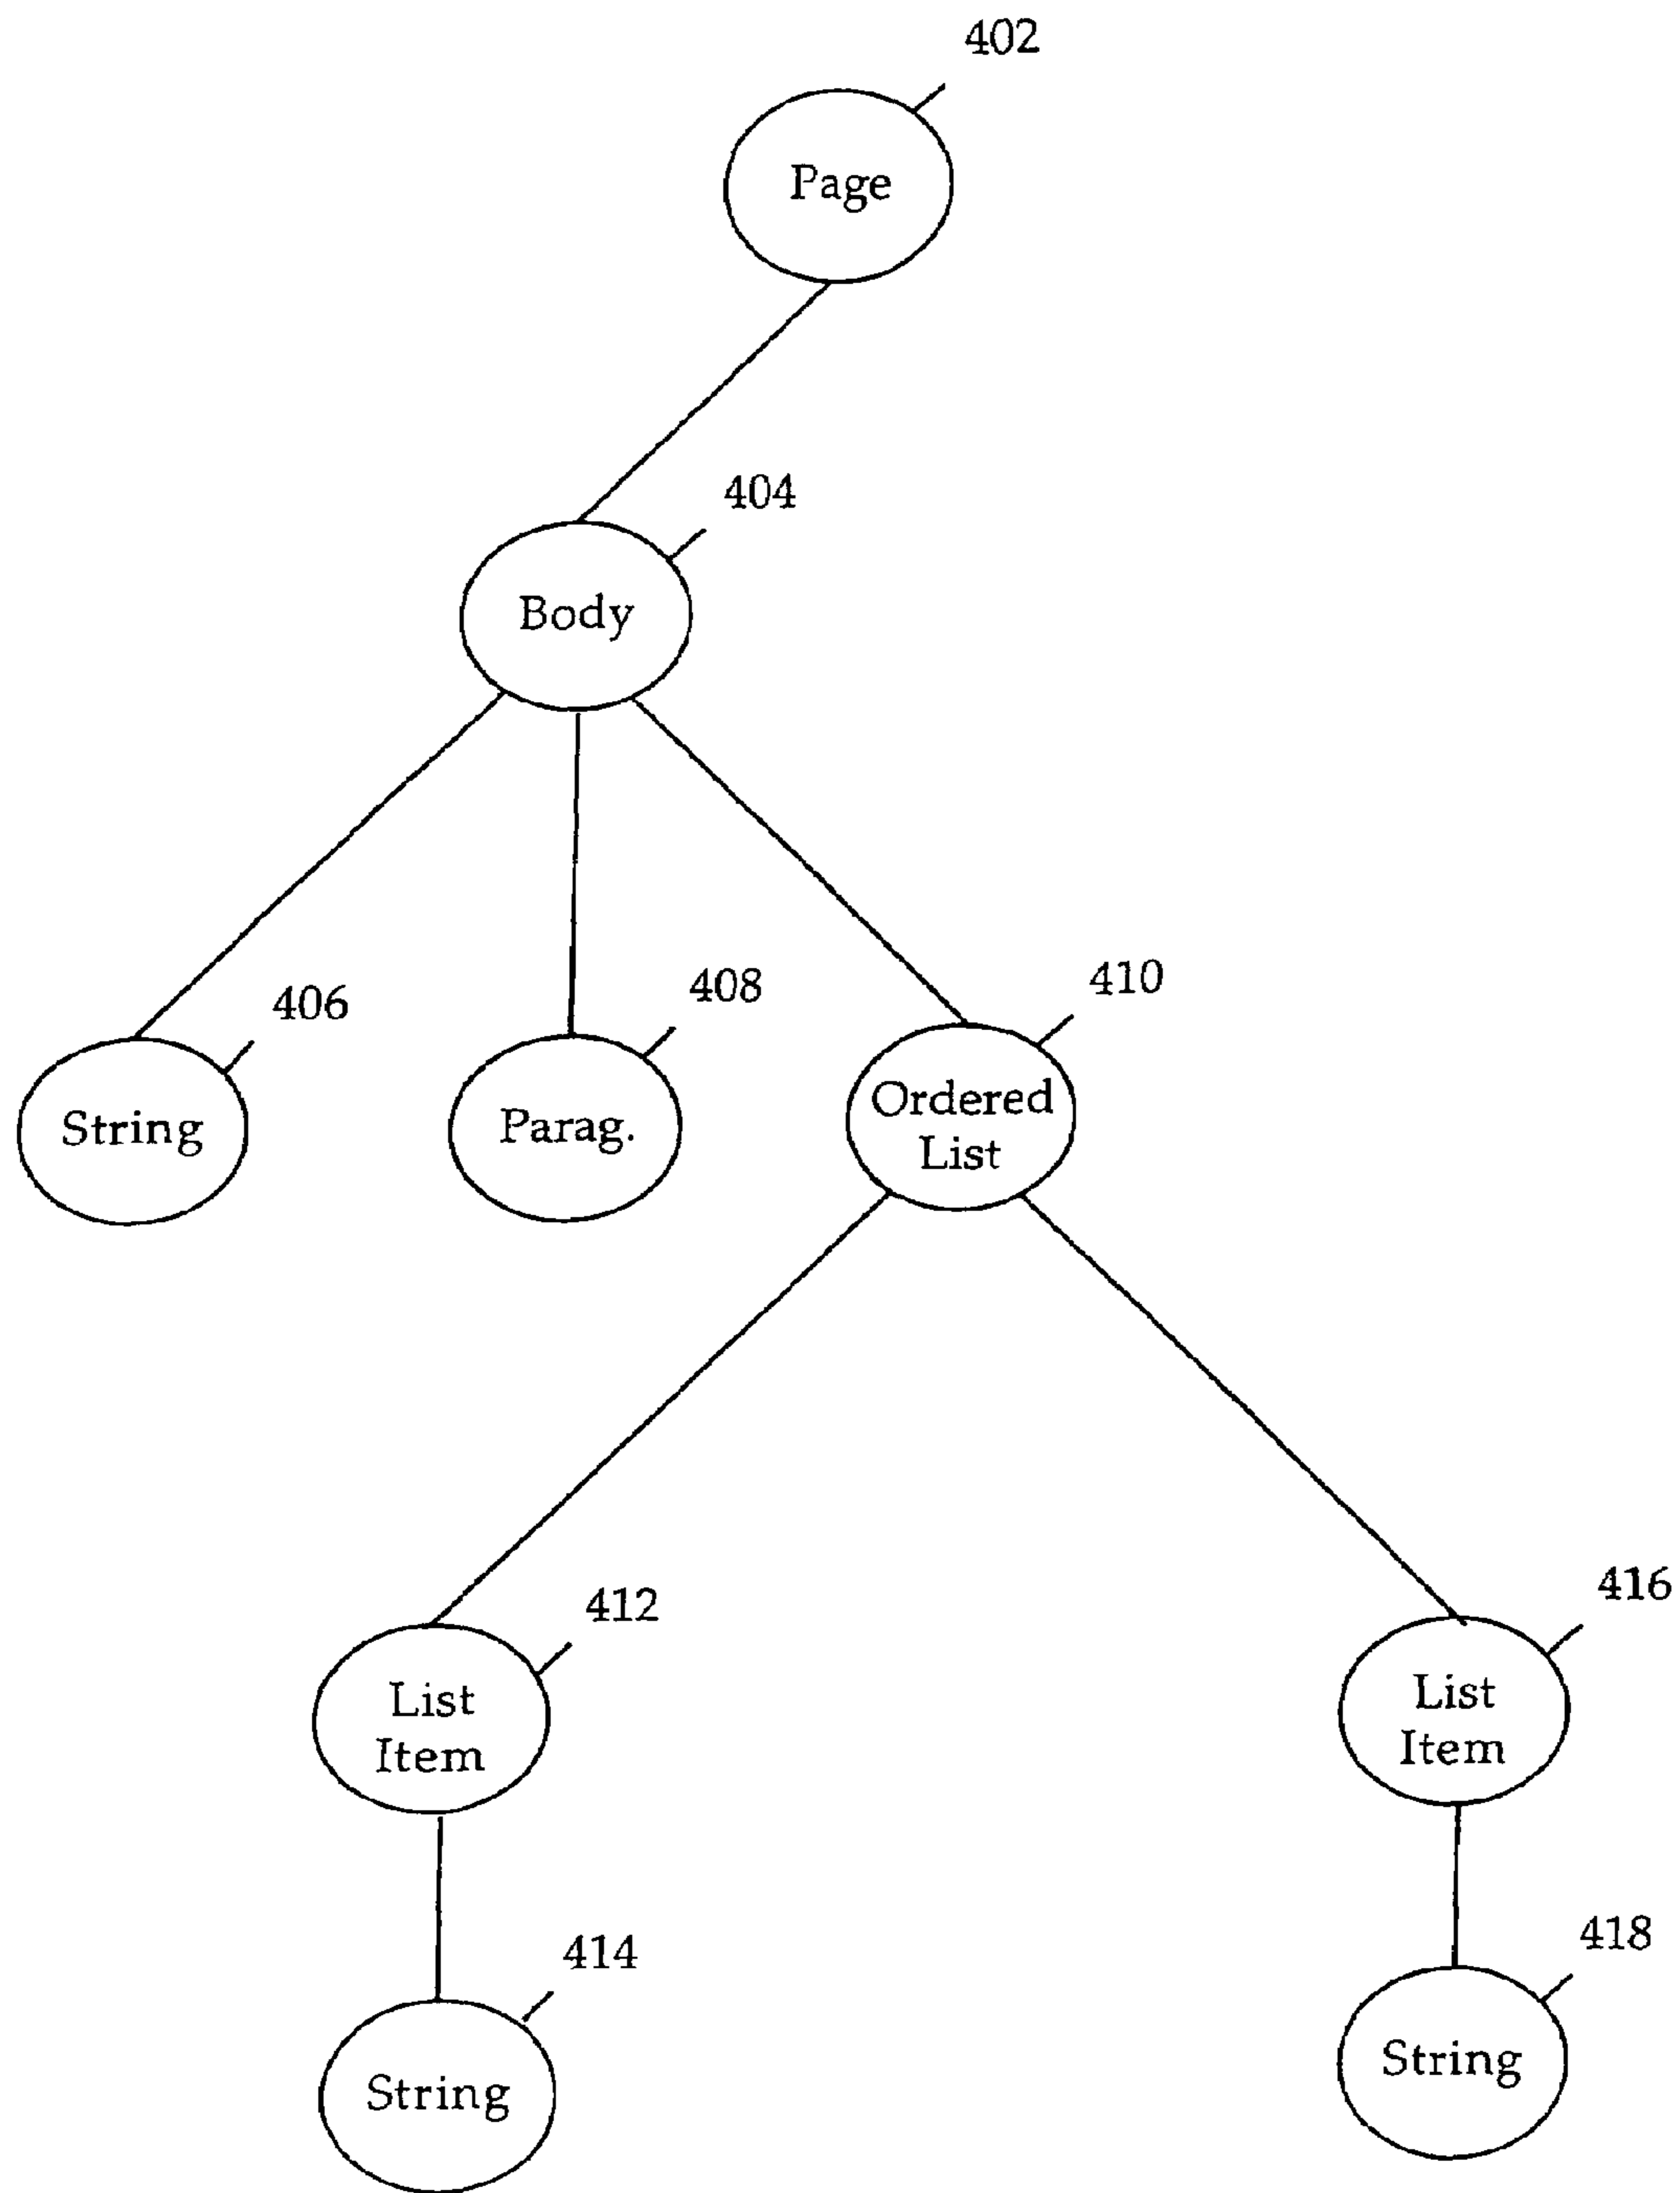 402
Page
404
Body
406
408
410
String
Parag.
Ordered
List
412
416
List
Item
List
Item
414
418
String
String